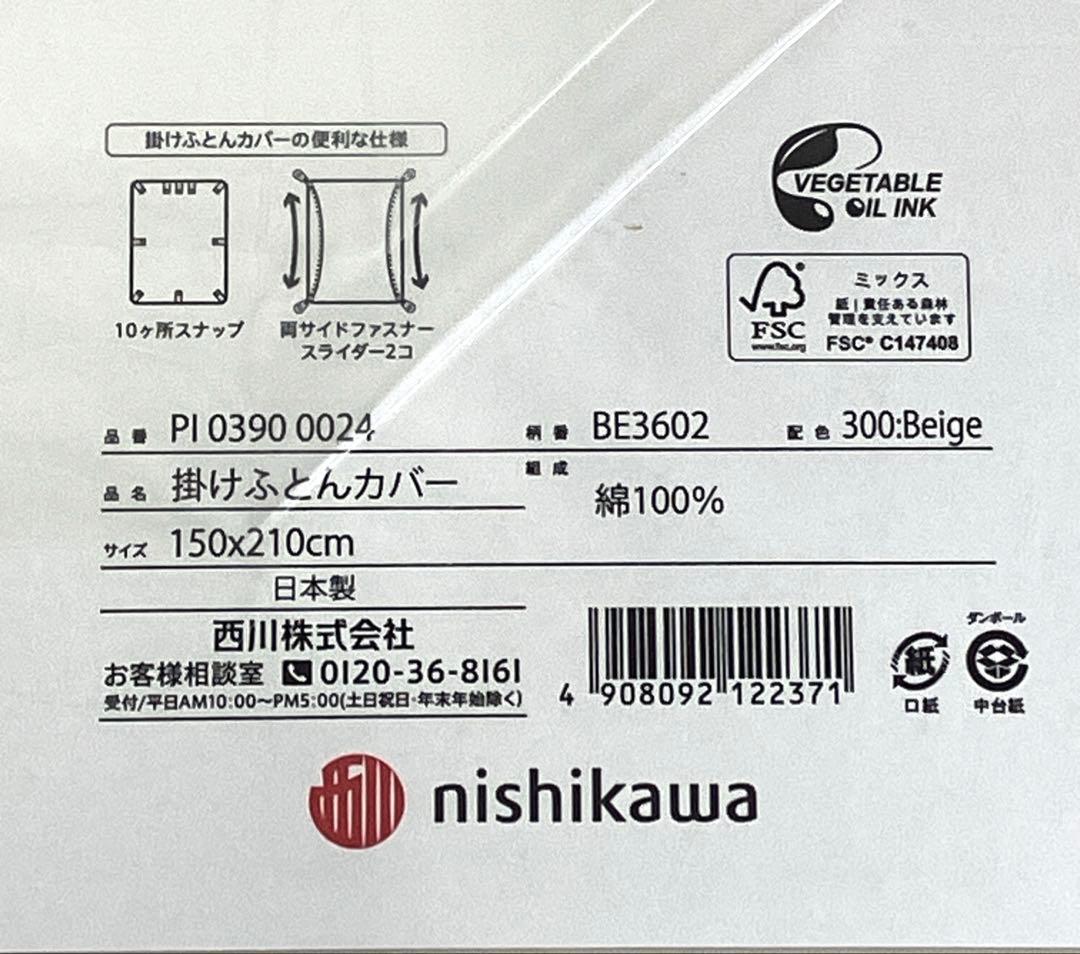 掛けふとんカバーの便利な仕様
10ヶ所スナップ
両サイドファスナー
スライダー2コ
VEGETABLE
OIL INK
FSC
www.fsc.org
ミックス
紙｜責任ある森林
管理を支えています
FSC® C147408
品番 PI 0390 0024
柄番 BE3602
配色 300:Beige
品名 掛けふとんカバー
組成
綿100%
サイズ 150x210cm
日本製
西川株式会社
お客様相談室 0120-36-8161
受付/平日AM10:00〜PM5:00(土日祝日・年末年始除く)
4 908092 122371
紙
口紙
ダンボール
中台紙
西川 nishikawa